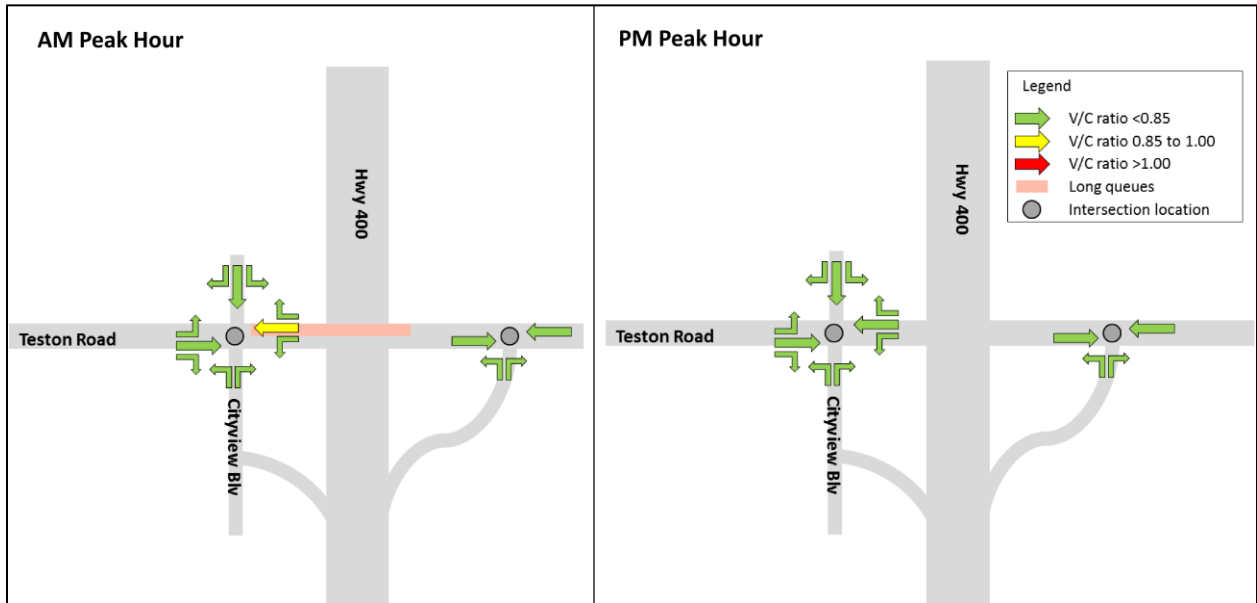 AM Peak Hour
Hwy 400
Teston Road
Cityview Blv
PM Peak Hour
Legend
V/C ratio <0.85
V/C ratio 0.85 to 1.00
V/C ratio >1.00
Long queues
Intersection location
Hwy 400
Teston Road
Cityview Blv